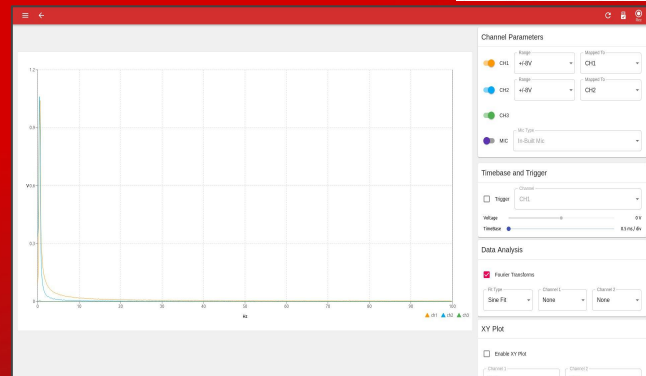 Channel Parameters
CH1
Range
+/-8V
Mapped To
CH1
CH2
Range
+/-8V
Mapped To
CH2
CH3
MIC
Mic Type
In-Built Mic
Timebase and Trigger
Trigger
Channel
CH1
Voltage
0 V
TimeBase
0.5 ms / div
Data Analysis
Fourier Transforms
Fit Type
Sine Fit
Channel 1
None
Channel 2
None
XY Plot
Enable XY Plot
Channel 1
Channel 2
1.2
0.9
V
0.6
0.3
0
0 10 20 30 40 50 60 70 80 90 100
Hz
ch1 ch2 ch3